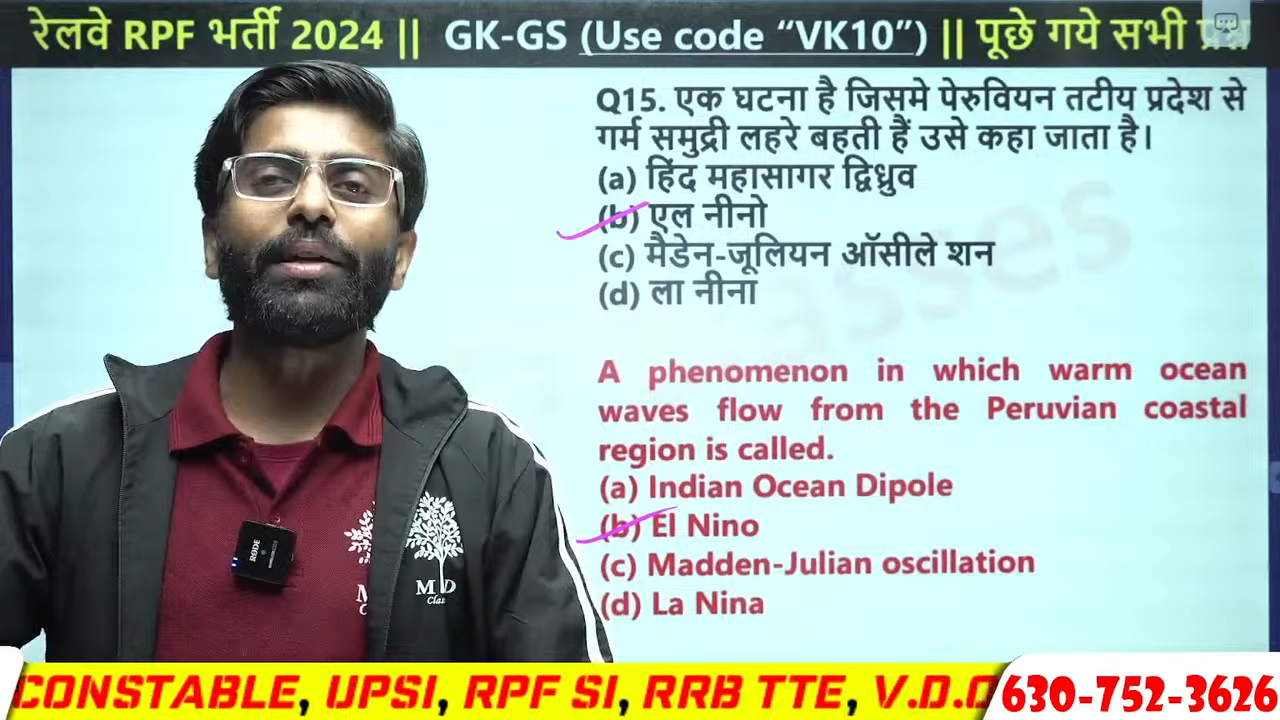 रेलवे RPF भर्ती 2024 || GK-GS (Use code “VK10”) || पूछे गये सभी
Q15. एक घटना है जिसमे पेरुवियन तटीय प्रदेश से
गर्म समुद्री लहरे बहती हैं उसे कहा जाता है।
(a) हिंद महासागर द्विध्रुव
(b) एल नीनो
(c) मैडेन-जूलियन ऑसीले शन
(d) ला नीना
A phenomenon in which warm ocean
waves flow from the Peruvian coastal
region is called.
(a) Indian Ocean Dipole
(b) El Nino
(c) Madden-Julian oscillation
(d) La Nina
RODE
CONSTABLE, UPSI, RPF SI, RRB TTE, V.D.O
630-752-3626